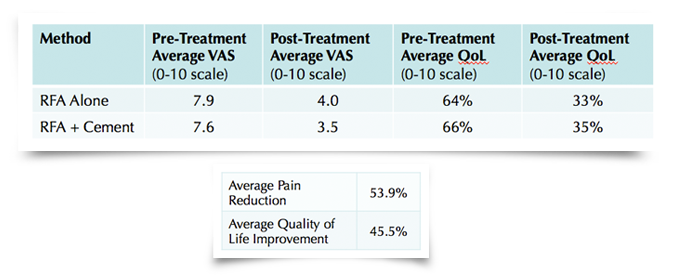 Method Pre-Treatment Post-Treatment Pre-Treatment Post-Treatment
Average VAS Average VAS Average QoL Average QoL
(0-10 scale) (0-10 scale) (0-10 scale) (0-10 scale)
RFA Alone 7.9 4.0 64% 33%
RFA + Cement 7.6 3.5 66% 35%
Average Pain
Reduction 53.9%
Average Quality of
Life Improvement 45.5%